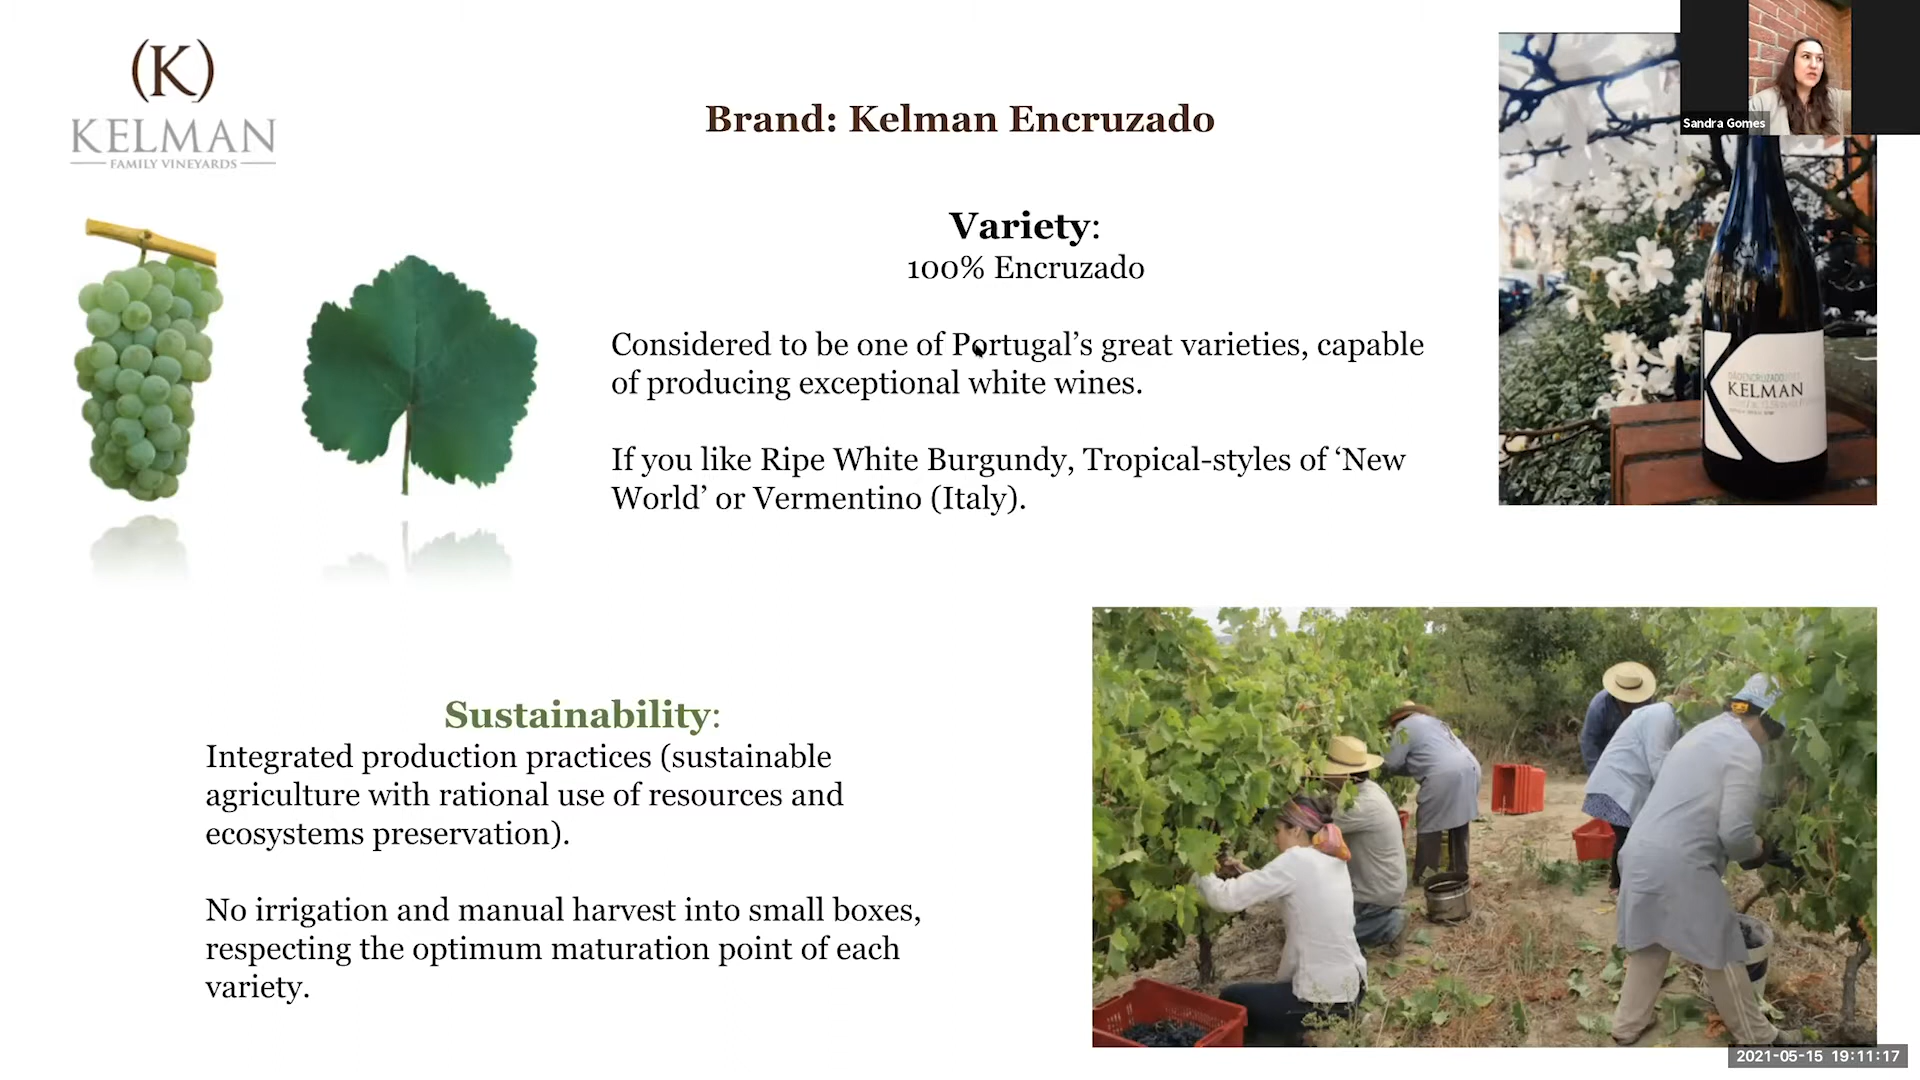 (K)
KELMAN
FAMILY VINEYARDS
Brand: Kelman Encruzado
Sandra Gomes
Variety:
100% Encruzado
Considered to be one of Portugal’s great varieties, capable
of producing exceptional white wines.
If you like Ripe White Burgundy, Tropical-styles of ‘New
World’ or Vermentino (Italy).
KELMAN
Sustainability:
Integrated production practices (sustainable
agriculture with rational use of resources and
ecosystems preservation).
No irrigation and manual harvest into small boxes,
respecting the optimum maturation point of each
variety.
2021-05-15 19:11:17